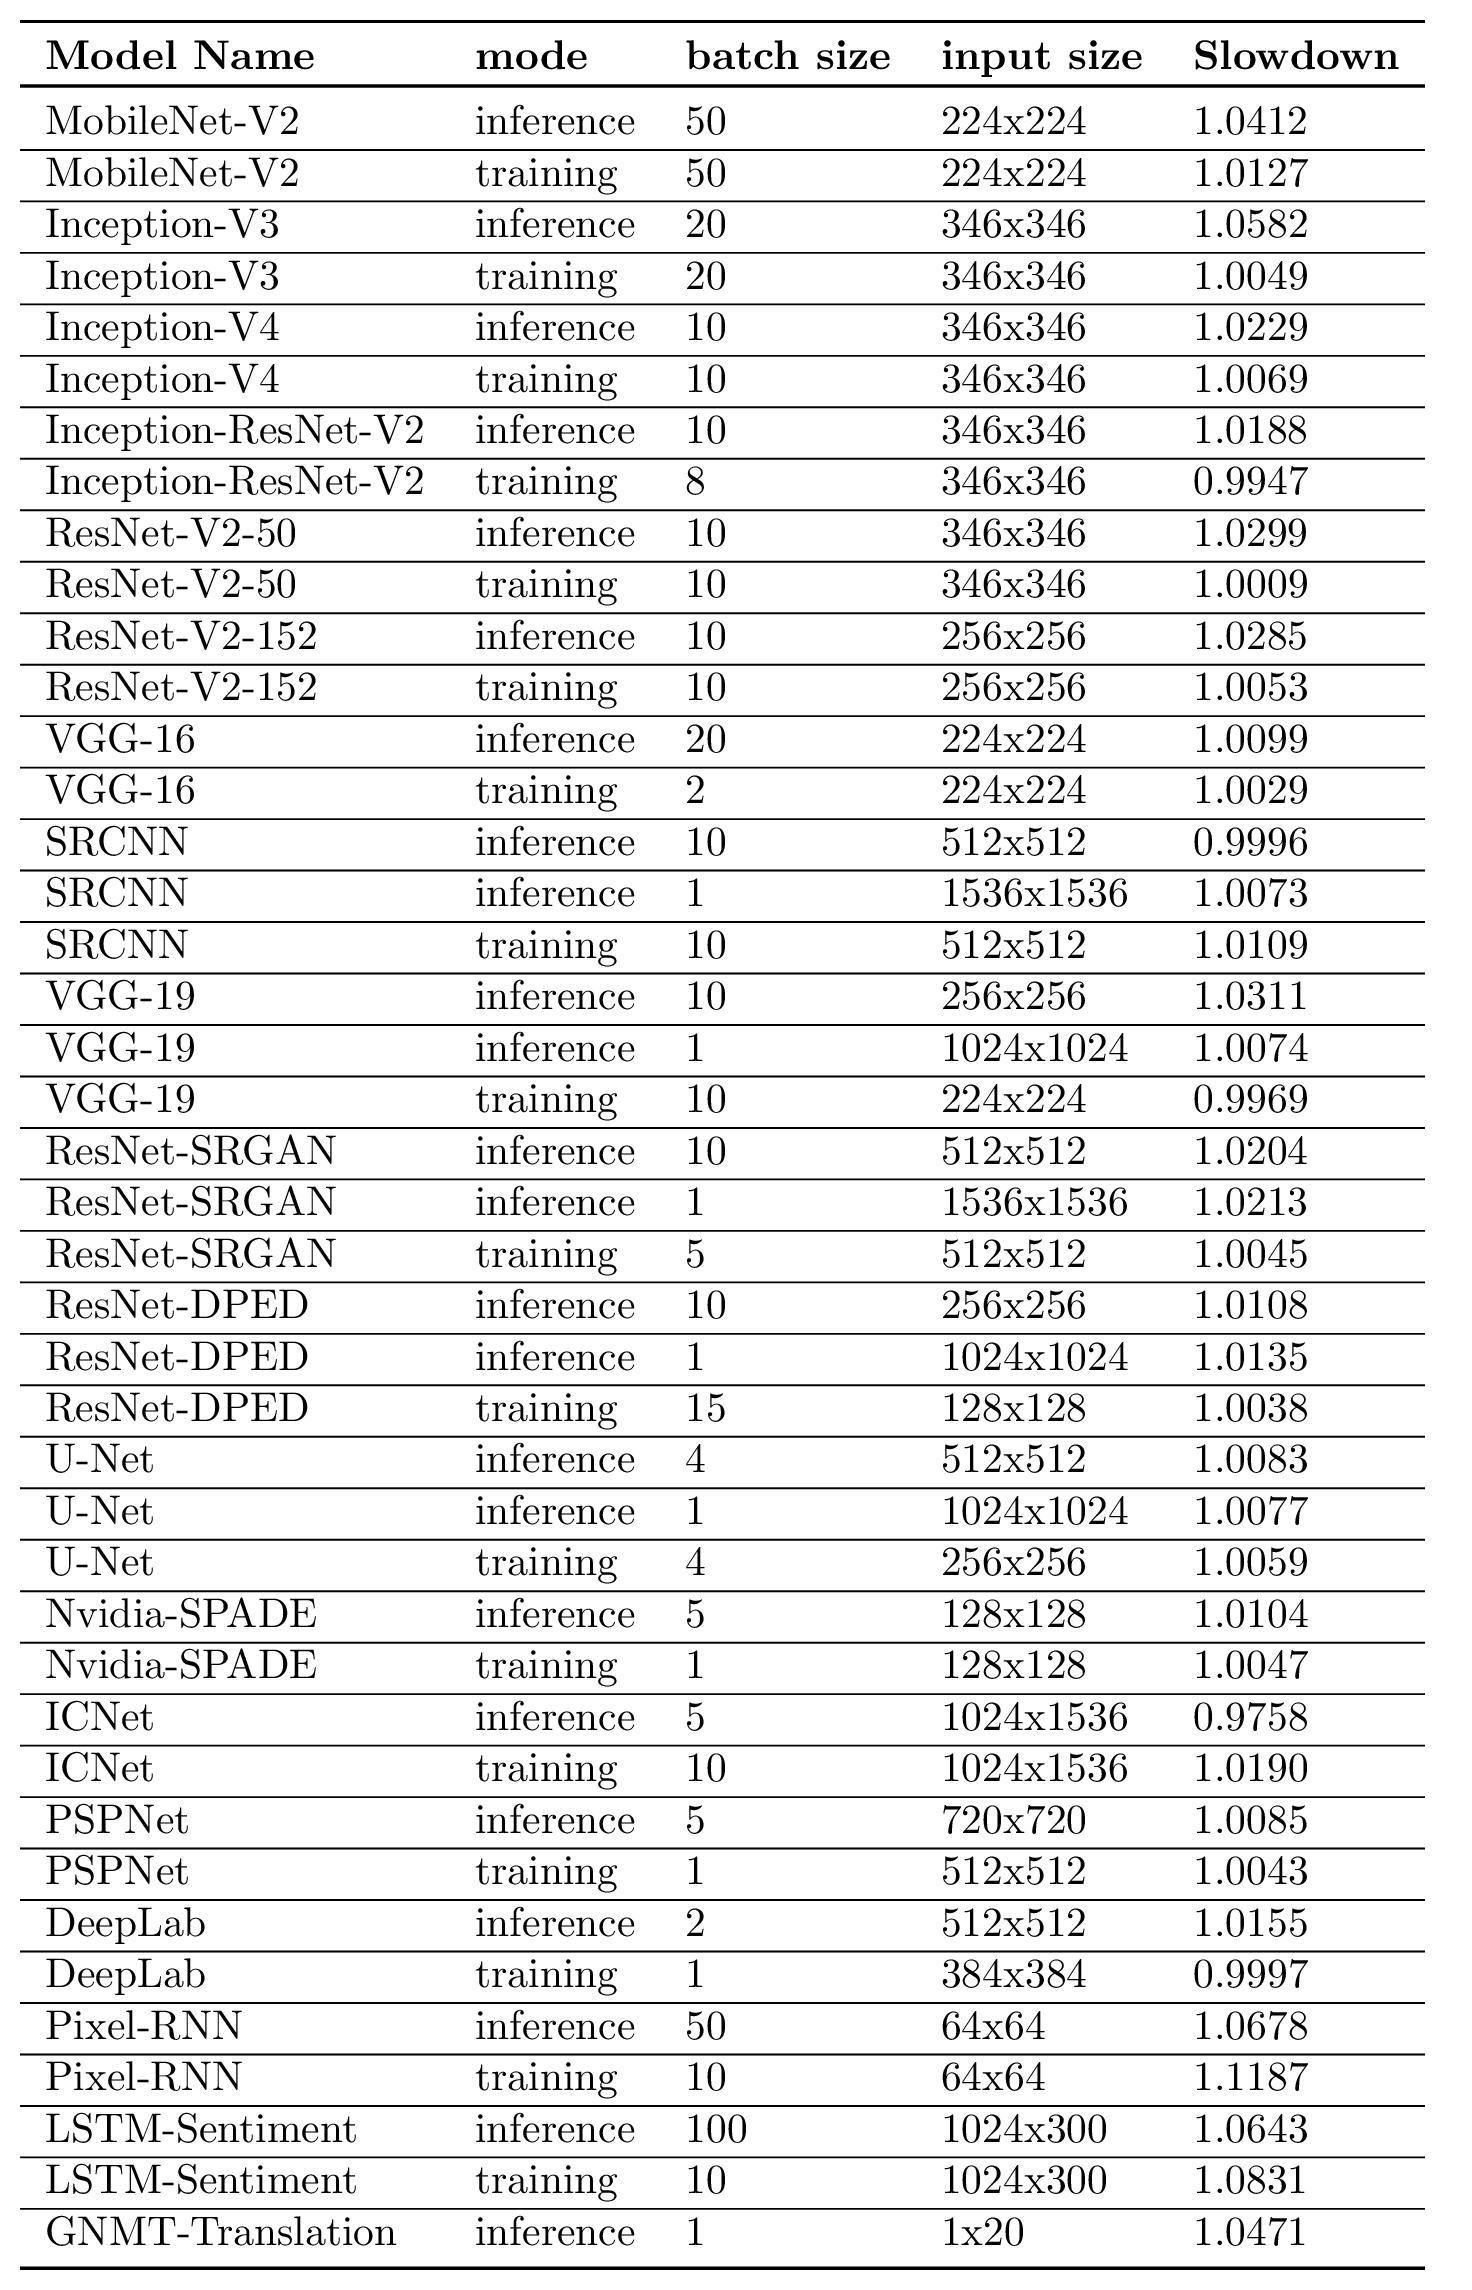 Model Name mode batch size input size Slowdown
MobileNet-V2 inference 50 224x224 1.0412
MobileNet-V2 training 50 224x224 1.0127
Inception-V3 inference 20 346x346 1.0582
Inception-V3 training 20 346x346 1.0049
Inception-V4 inference 10 346x346 1.0229
Inception-V4 training 10 346x346 1.0069
Inception-ResNet-V2 inference 10 346x346 1.0188
Inception-ResNet-V2 training 8 346x346 0.9947
ResNet-V2-50 inference 10 346x346 1.0299
ResNet-V2-50 training 10 346x346 1.0009
ResNet-V2-152 inference 10 256x256 1.0285
ResNet-V2-152 training 10 256x256 1.0053
VGG-16 inference 20 224x224 1.0099
VGG-16 training 2 224x224 1.0029
SRCNN inference 10 512x512 0.9996
SRCNN inference 1 1536x1536 1.0073
SRCNN training 10 512x512 1.0109
VGG-19 inference 10 256x256 1.0311
VGG-19 inference 1 1024x1024 1.0074
VGG-19 training 10 224x224 0.9969
ResNet-SRGAN inference 10 512x512 1.0204
ResNet-SRGAN inference 1 1536x1536 1.0213
ResNet-SRGAN training 5 512x512 1.0045
ResNet-DPED inference 10 256x256 1.0108
ResNet-DPED inference 1 1024x1024 1.0135
ResNet-DPED training 15 128x128 1.0038
U-Net inference 4 512x512 1.0083
U-Net inference 1 1024x1024 1.0077
U-Net training 4 256x256 1.0059
Nvidia-SPADE inference 5 128x128 1.0104
Nvidia-SPADE training 1 128x128 1.0047
ICNet inference 5 1024x1536 0.9758
ICNet training 10 1024x1536 1.0190
PSPNet inference 5 720x720 1.0085
PSPNet training 1 512x512 1.0043
DeepLab inference 2 512x512 1.0155
DeepLab training 1 384x384 0.9997
Pixel-RNN inference 50 64x64 1.0678
Pixel-RNN training 10 64x64 1.1187
LSTM-Sentiment inference 100 1024x300 1.0643
LSTM-Sentiment training 10 1024x300 1.0831
GNMT-Translation inference 1 1x20 1.0471